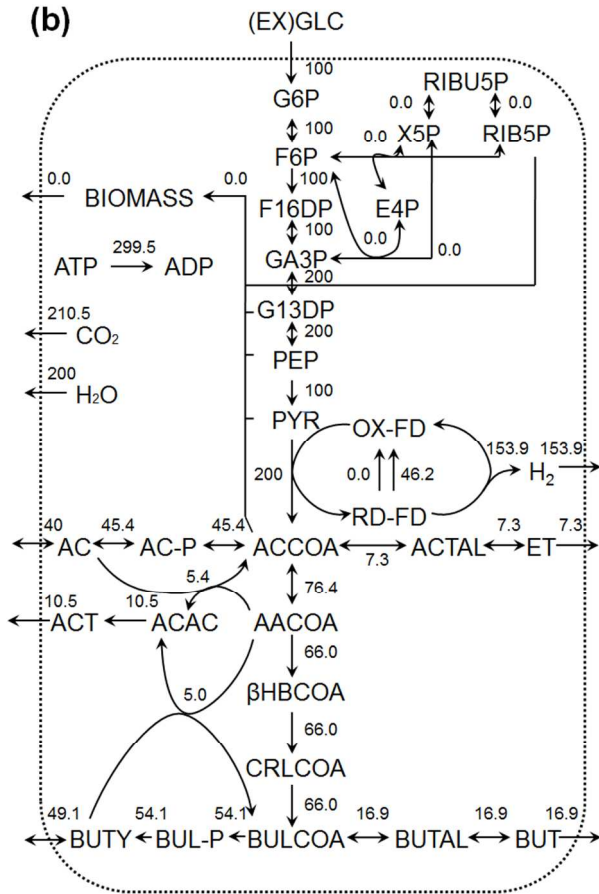 (b)
(EX)GLC
100
RIBU5P
G6P
0.0 0.0
100 0.0 X5P RIB5P
F6P
0.0 0.0 100
BIOMASS F16DP E4P
299.5 100 0.0 0.0
ATP ADP GA3P
200
210.5 G13DP
CO₂ 200
200 PEP
H₂O 100
PYR OX-FD
153.9 153.9
200 0.0 46.2 H₂
RD-FD
40 45.4 45.4 7.3 7.3
AC AC-P ACCOA ACTAL ET
7.3
5.4 76.4
10.5 10.5
ACT ACAC AACOA
66.0
5.0 βHBCOA
66.0
CRLCOA
66.0
49.1 54.1 54.1 16.9 16.9 16.9
BUTY BUL-P BULCOA BUTAL BUT